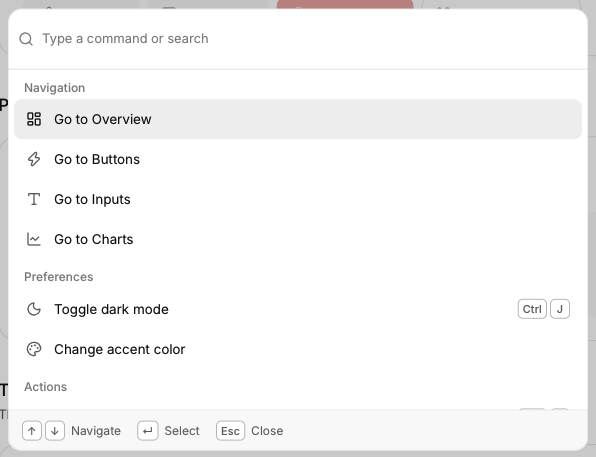 Type a command or search
Navigation
Go to Overview
Go to Buttons
Go to Inputs
Go to Charts
Preferences
Toggle dark mode Ctrl J
Change accent color
Actions
↑ ↓ Navigate ↵ Select Esc Close